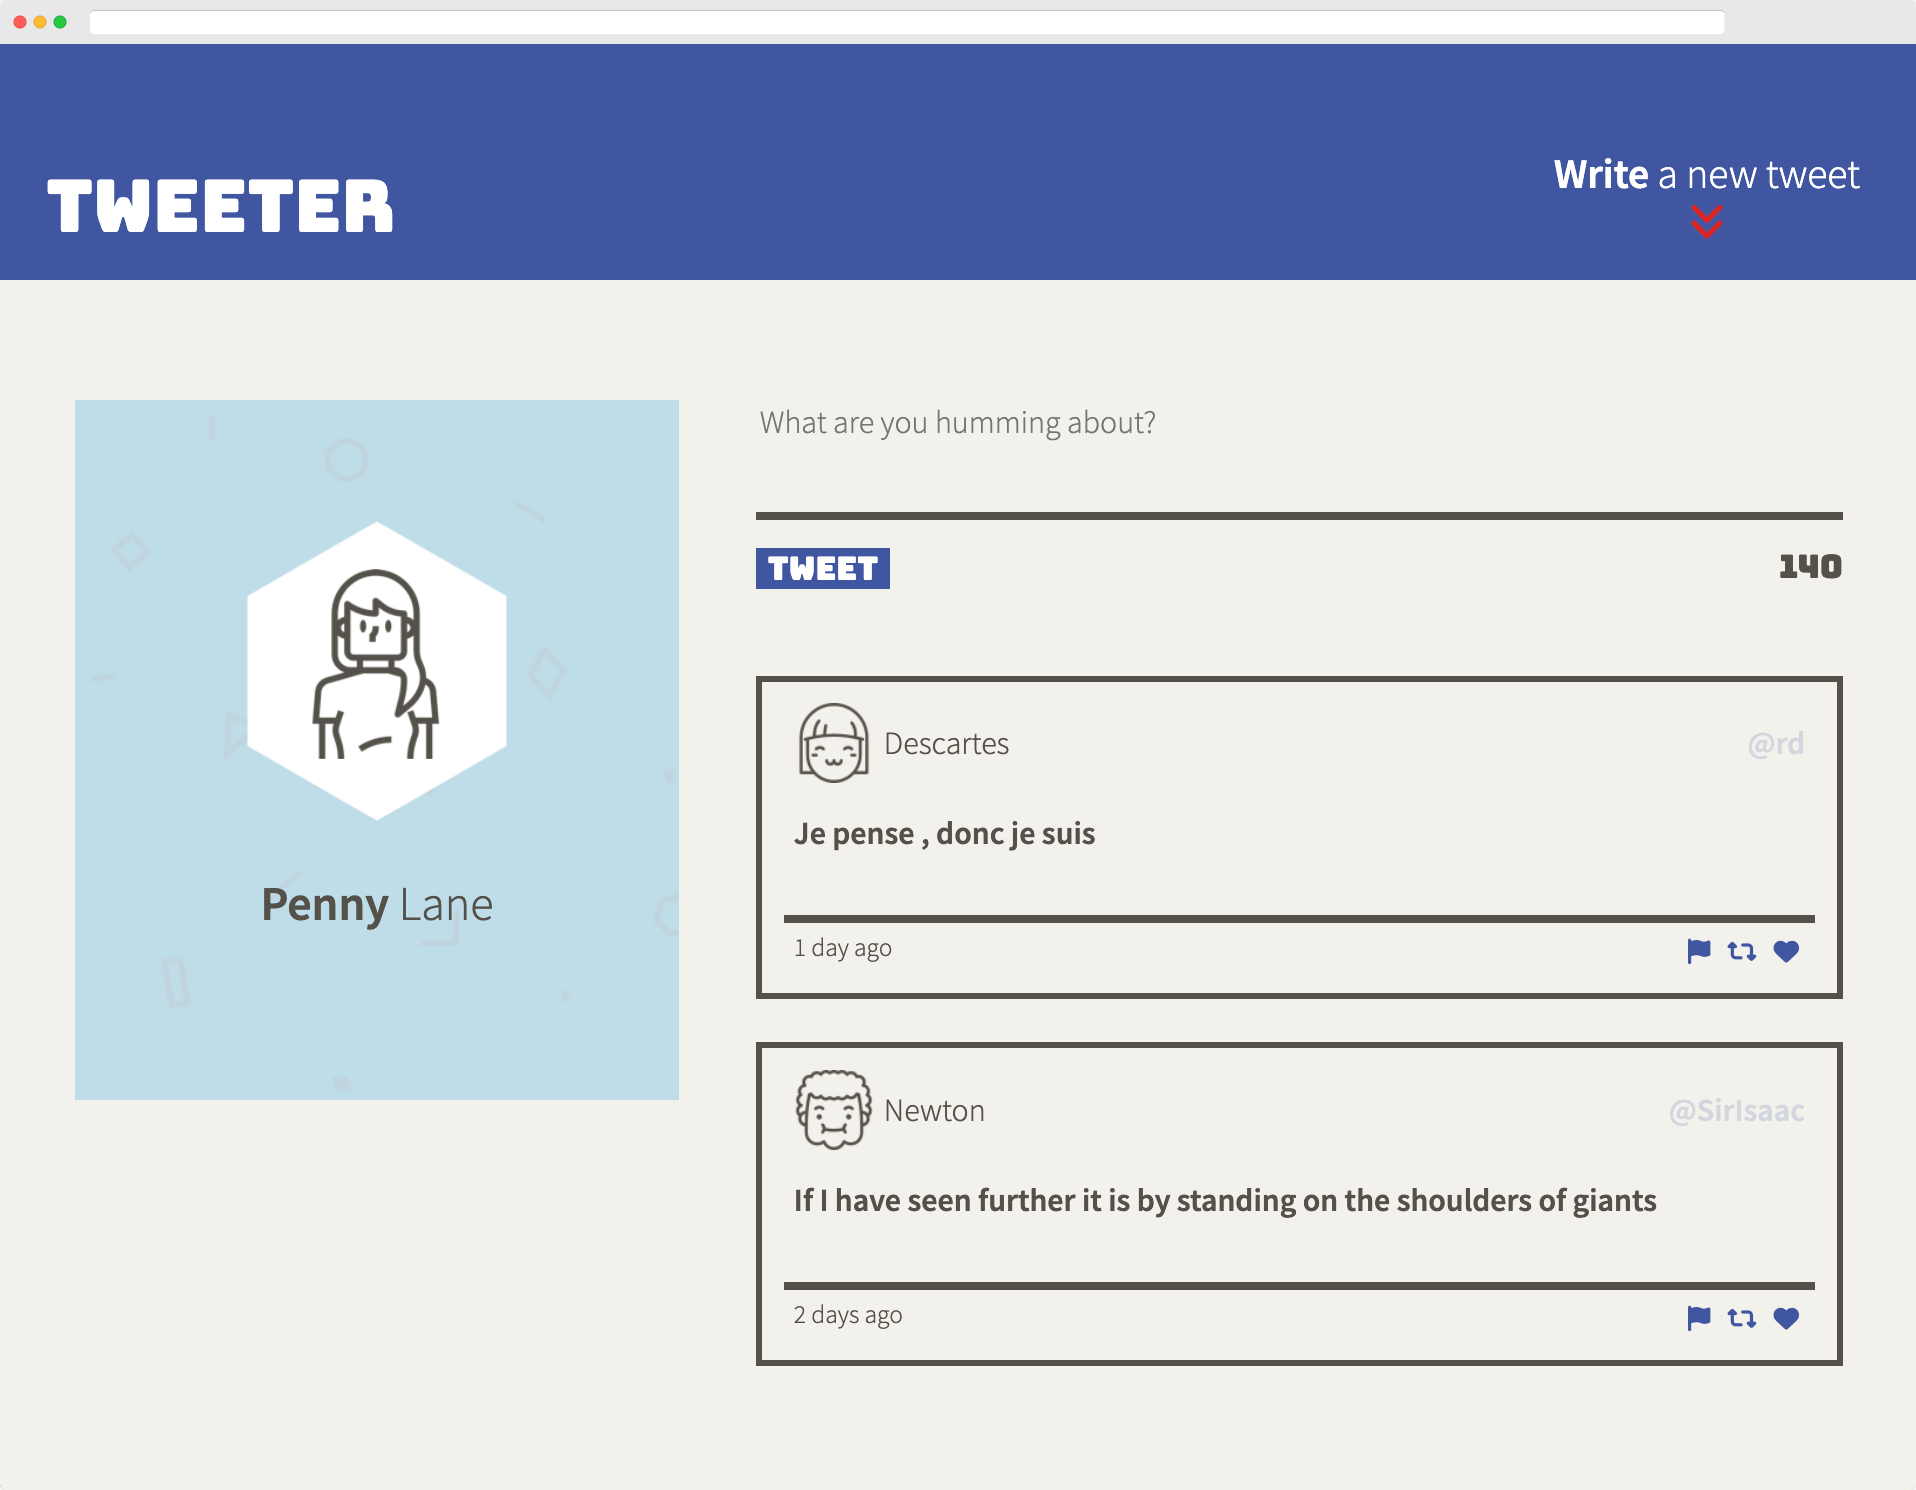 TWEETER
Write a new tweet
Penny Lane
What are you humming about?
TWEET
140
Descartes
@rd
Je pense , donc je suis
1 day ago
Newton
@SirIsaac
If I have seen further it is by standing on the shoulders of giants
2 days ago